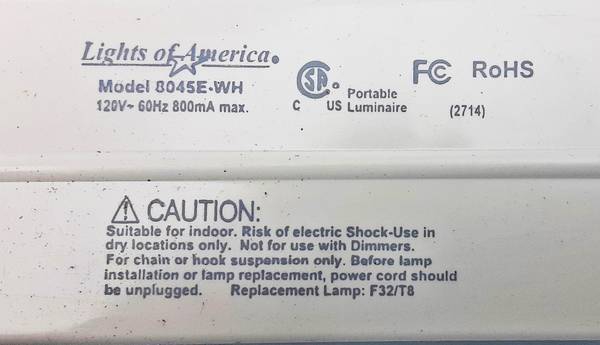 Lights of America®
Model 8045E-WH
120V~ 60Hz 800mA max.
CSA®
C US
Portable
Luminaire
FC RoHS
(2714)
⚠ CAUTION:
Suitable for indoor. Risk of electric Shock-Use in
dry locations only. Not for use with Dimmers.
For chain or hook suspension only. Before lamp
installation or lamp replacement, power cord should
be unplugged. Replacement Lamp: F32/T8